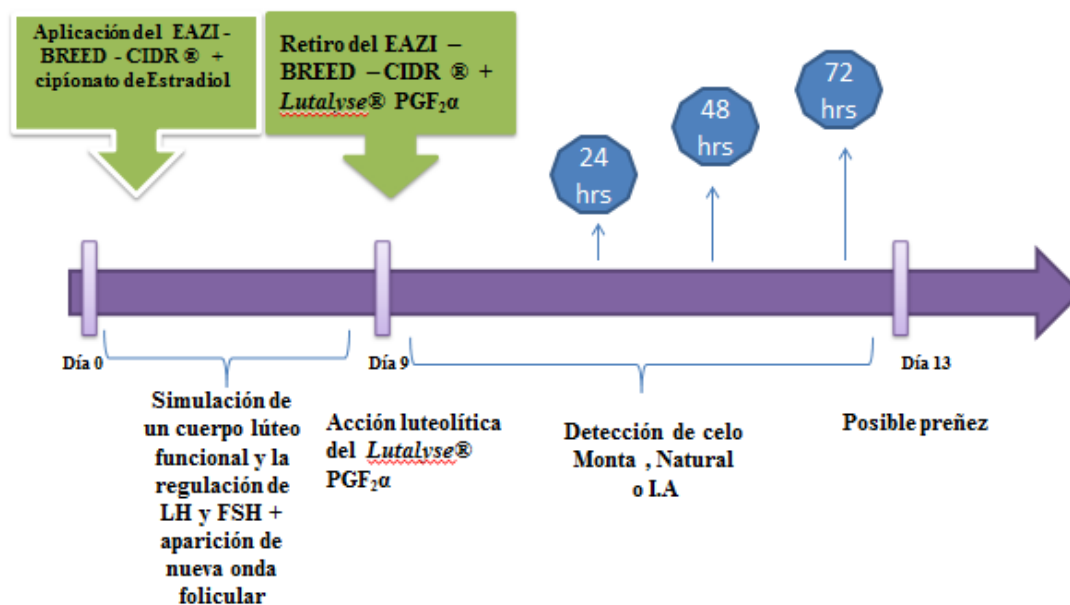 Aplicación del EAZI -
BREED - CIDR ® +
cipíonato de Estradiol
Retiro del EAZI –
BREED – CIDR ® +
Lutalyse® PGF₂α
24
hrs
48
hrs
72
hrs
Día 0
Día 9
Día 13
Simulación de
un cuerpo lúteo
funcional y la
regulación de
LH y FSH +
aparición de
nueva onda
folicular
Acción luteolítica
del Lutalyse®
PGF₂α
Detección de celo
Monta , Natural
o I.A
Posible preñez